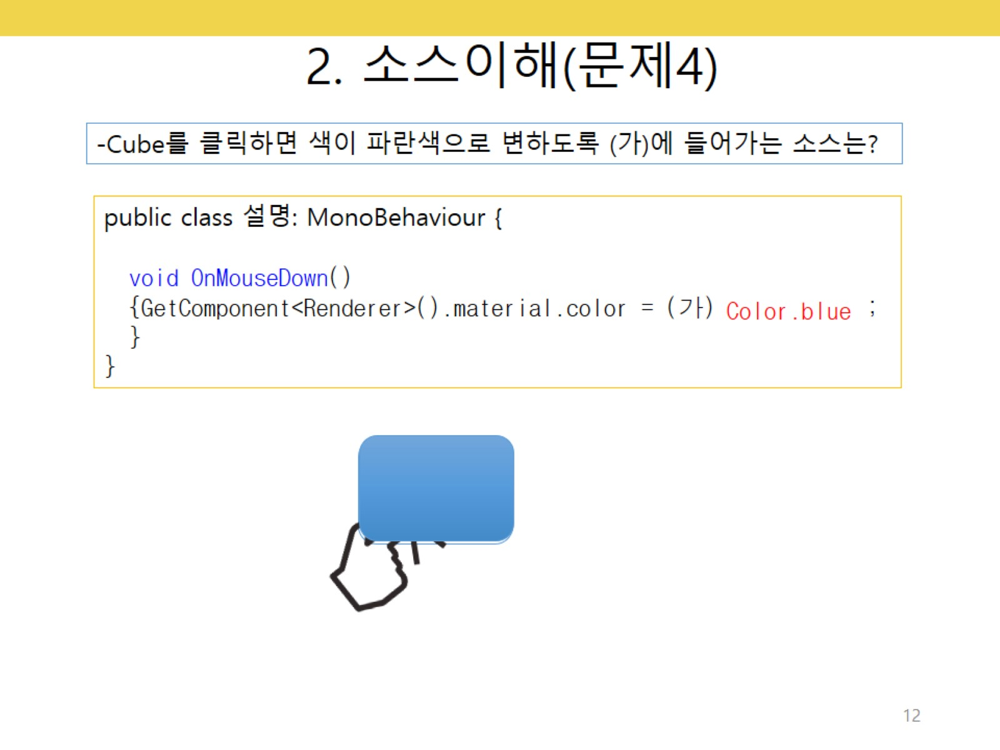 2. 소스이해(문제4)
-Cube를 클릭하면 색이 파란색으로 변하도록 (가)에 들어가는 소스는?
public class 설명: MonoBehaviour {
void OnMouseDown()
{GetComponent<Renderer>().material.color = (가) Color.blue ;
}
}
12